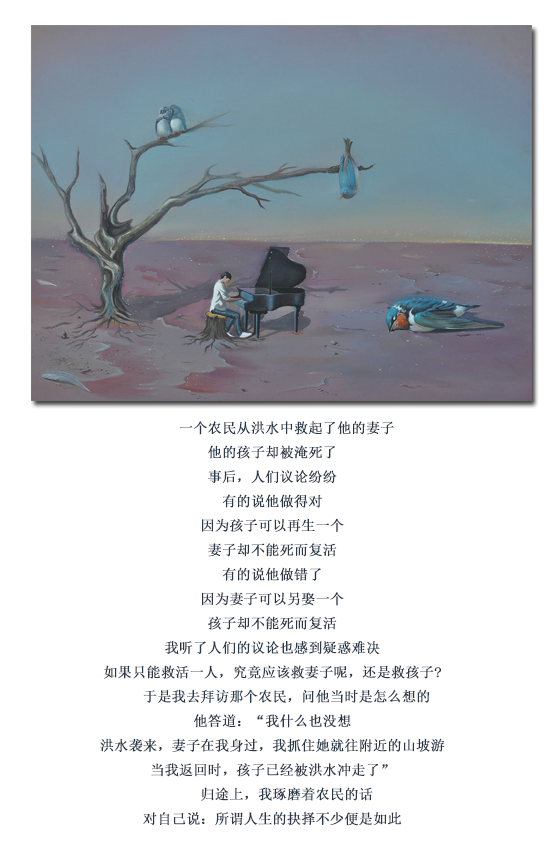 一个农民从洪水中救起了他的妻子
他的孩子却被淹死了
事后，人们议论纷纷
有的说他做得对
因为孩子可以再生一个
妻子却不能死而复活
有的说他做错了
因为妻子可以另娶一个
孩子却不能死而复活
我听了人们的议论也感到疑惑难决
如果只能救活一人，究竟应该救妻子呢，还是救孩子?
于是我去拜访那个农民，问他当时是怎么想的
他答道：“我什么也没想
洪水袭来，妻子在我身过，我抓住她就往附近的山坡游
当我返回时，孩子已经被洪水冲走了”
归途上，我琢磨着农民的话
对自己说：所谓人生的抉择不少便是如此